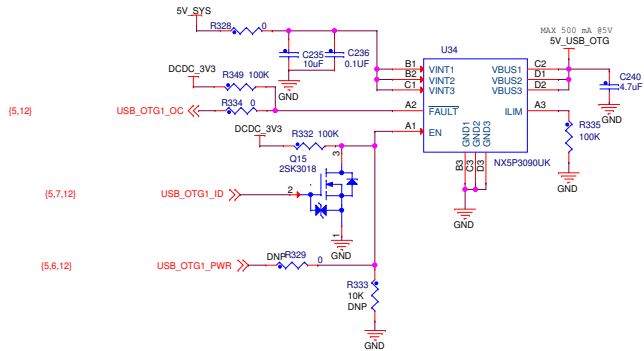 5V_SYS
R328 0
MAX 500 mA @5V
5V_USB_OTG
C235
10uF
C236
0.1UF
U34
DCDC_3V3
R349 100K
GND
B1 VINT1
B2 VINT2
C1 VINT3
VBUS1 C2
VBUS2 D1
VBUS3 D2
C240
4.7uF
GND
{5,12} USB_OTG1_OC R334 0
A2 FAULT
ILIM A3
DCDC_3V3
R332 100K
A1 EN
R335
100K
GND1
GND2
GND3
B3
C3
D3
NX5P3090UK
GND
GND
Q15
2SK3018
3
{5,7,12} USB_OTG1_ID 2
1
GND
{5,6,12} USB_OTG1_PWR DNP R329 0
R333
10K
DNP
GND